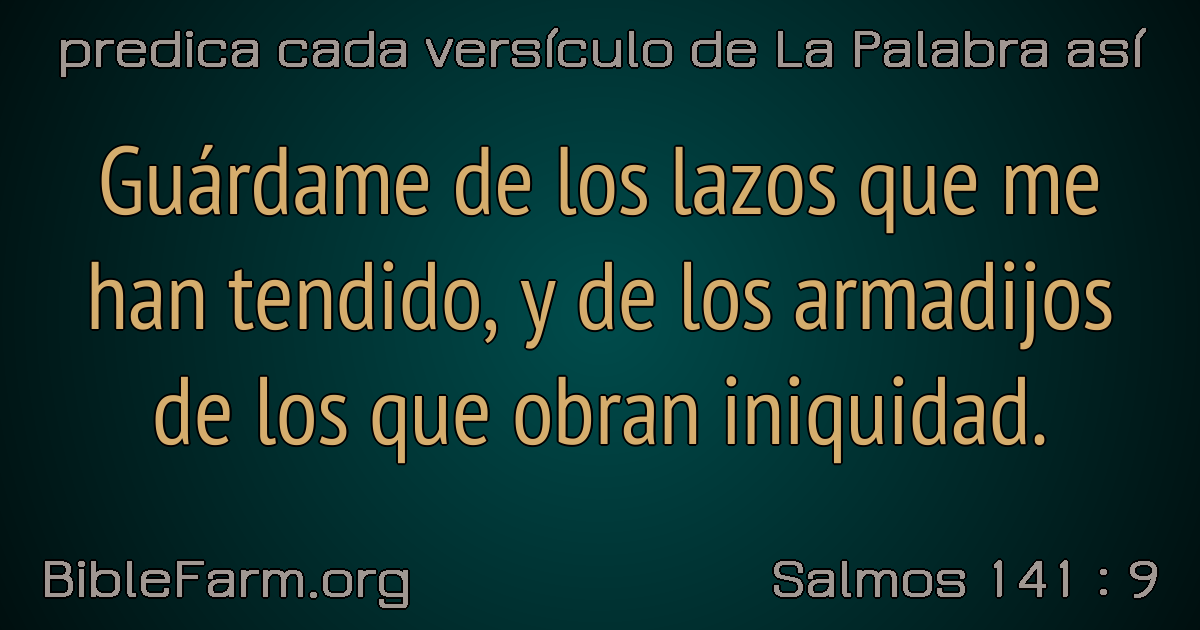 predica cada versículo de La Palabra así
Guárdame de los lazos que me
han tendido, y de los armadijos
de los que obran iniquidad.
BibleFarm.org
Salmos 141 : 9